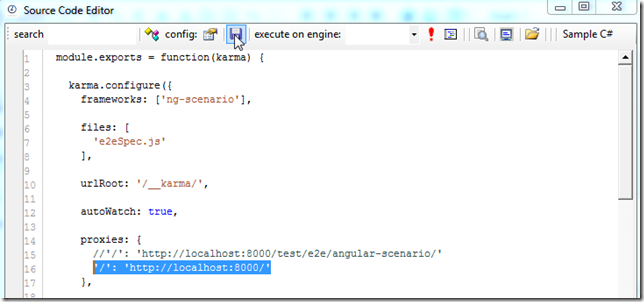 Source Code Editor
search config: execute on engine: Sample C#
1 module.exports = function(karma) {
2
3 karma.configure({
4 frameworks: ['ng-scenario'],
5
6 files: [
7 'e2eSpec.js'
8 ],
9
10 urlRoot: '/__karma/',
11
12 autoWatch: true,
13
14 proxies: {
15 //'/': 'http://localhost:8000/test/e2e/angular-scenario/'
16 '/': 'http://localhost:8000/'
17 },